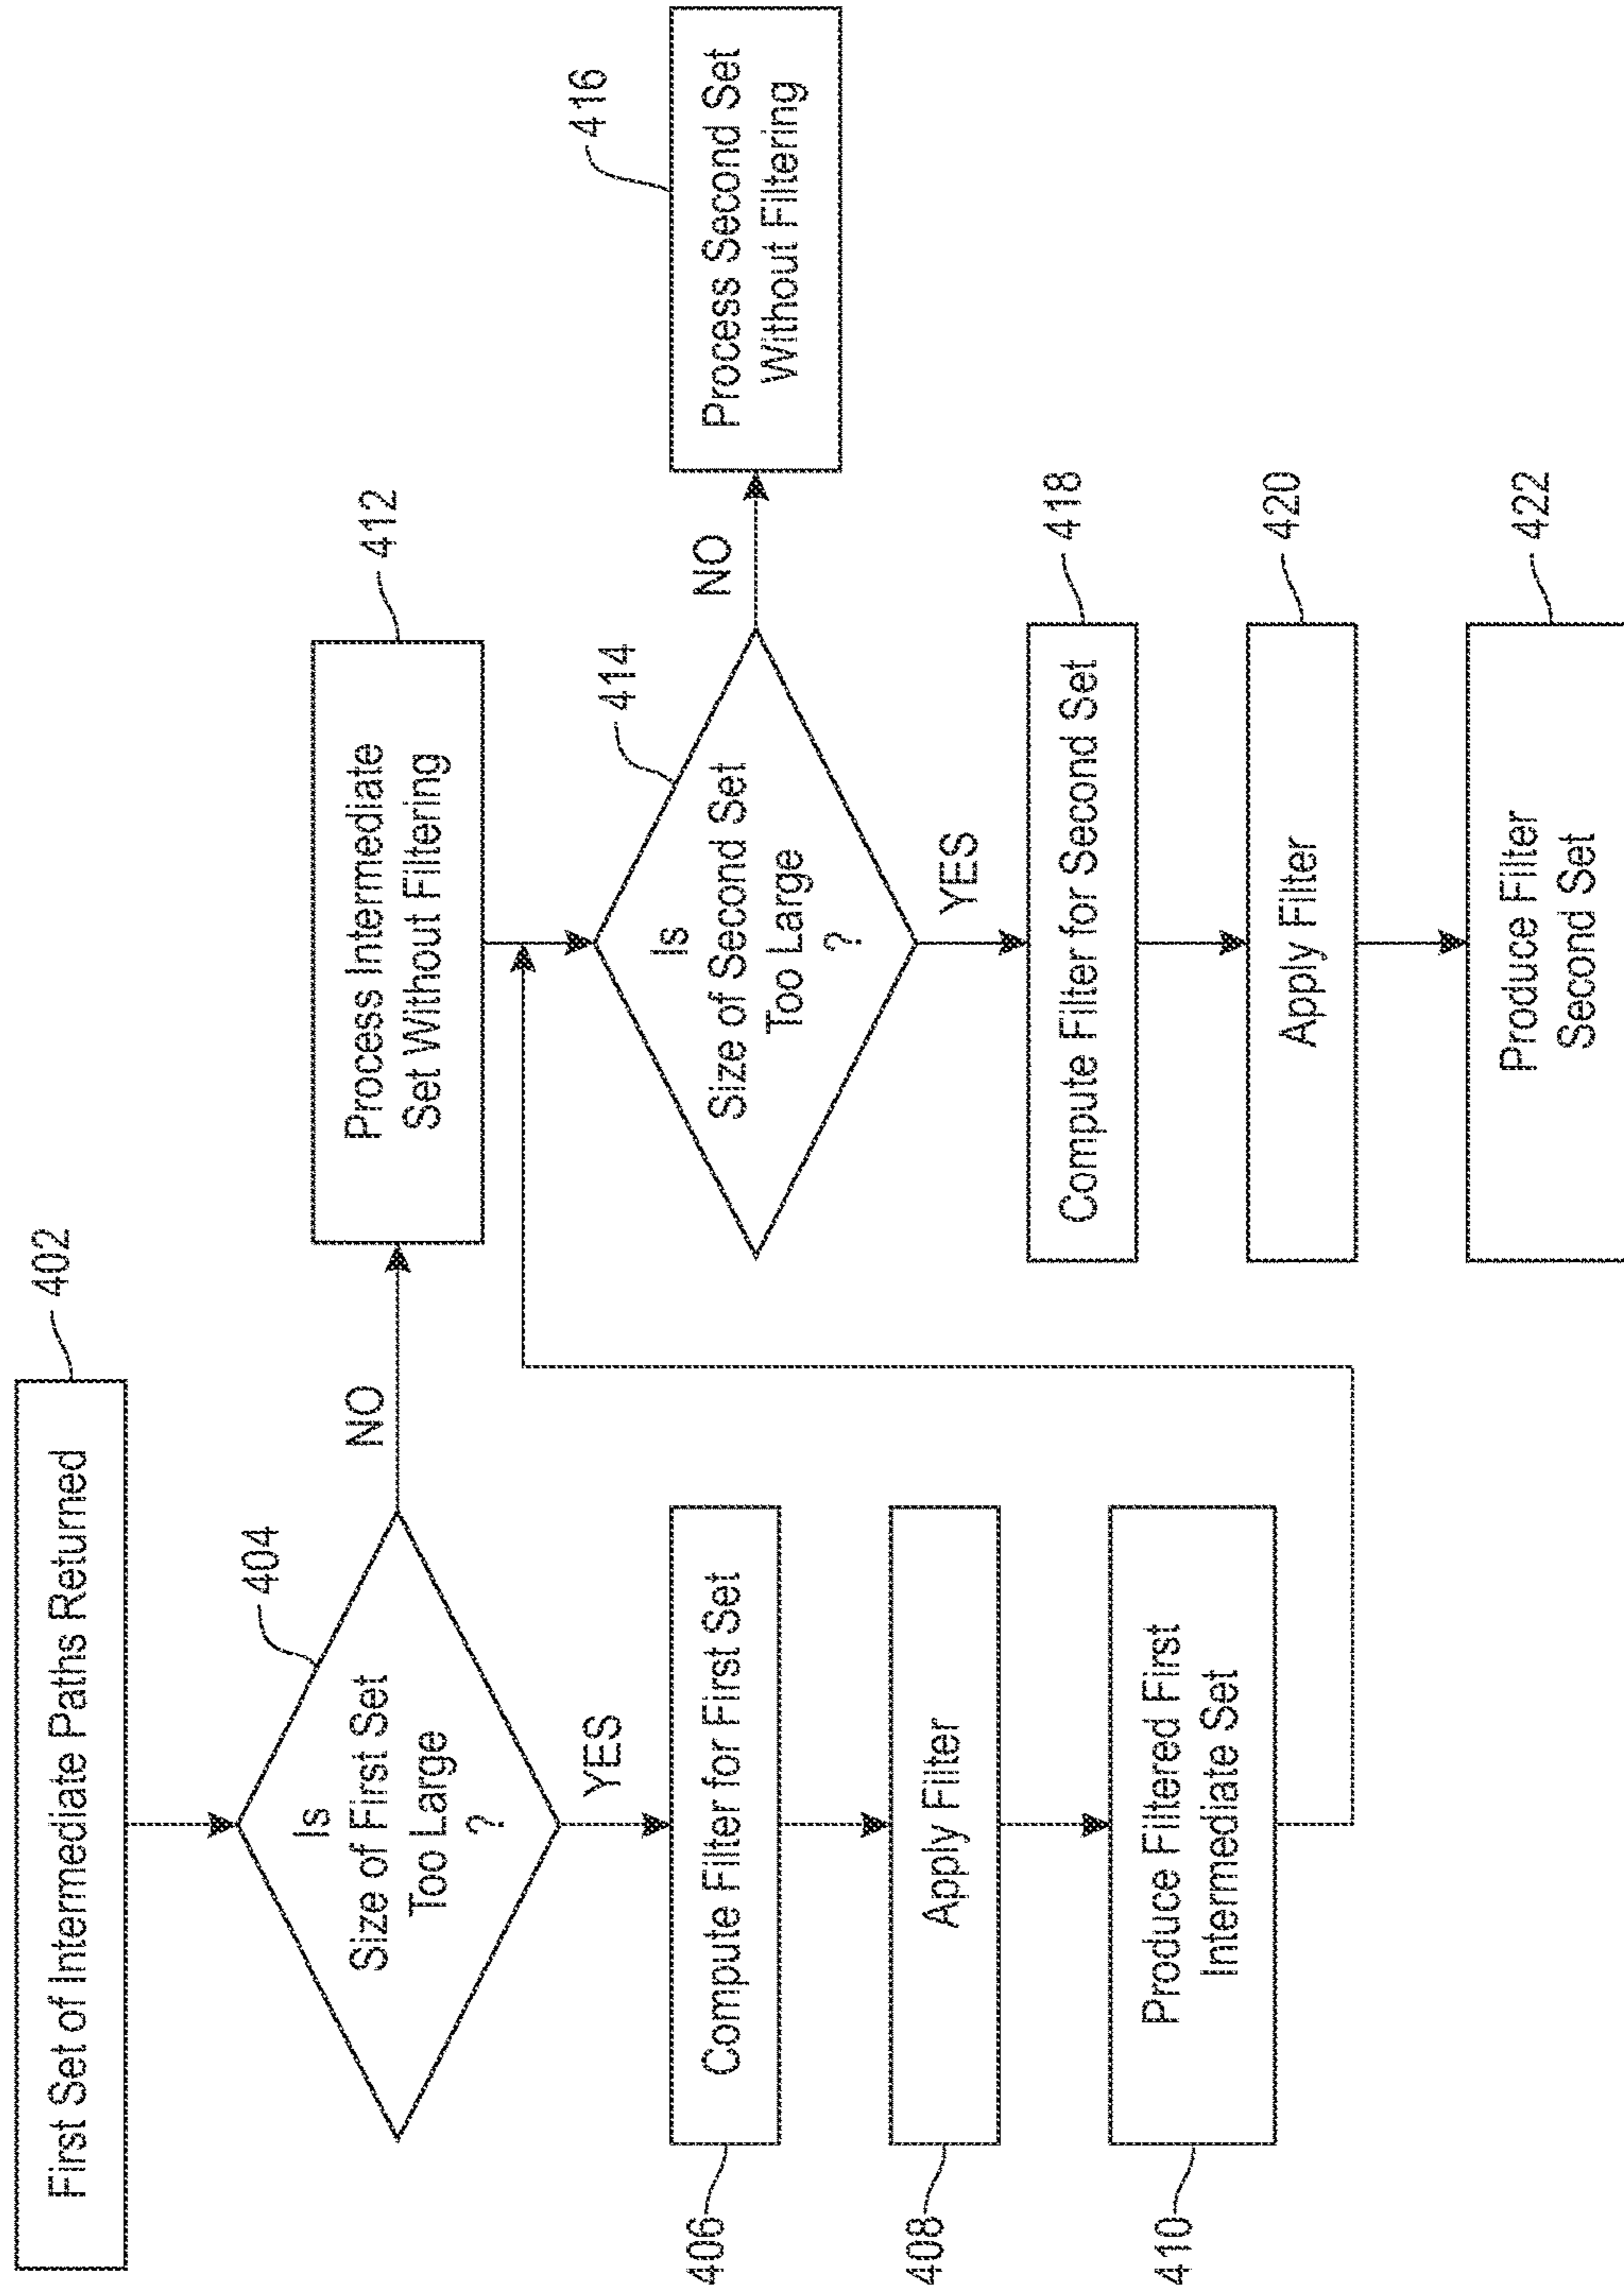 First Set of Intermediate Paths Returned
402
Is
Size of First Set
Too Large
?
404
NO
YES
Compute Filter for First Set
406
Apply Filter
408
Produce Filtered First
Intermediate Set
410
Process Intermediate
Set Without Filtering
412
Is
Size of Second Set
Too Large
?
414
NO
YES
Process Second Set
Without Filtering
416
Compute Filter for Second Set
418
Apply Filter
420
Produce Filter
Second Set
422